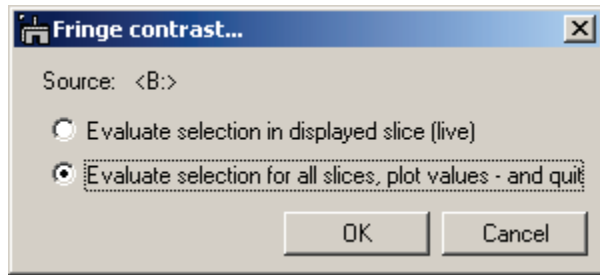 Fringe contrast...
Source: <B:>
Evaluate selection in displayed slice (live)
Evaluate selection for all slices, plot values - and quit
OK
Cancel